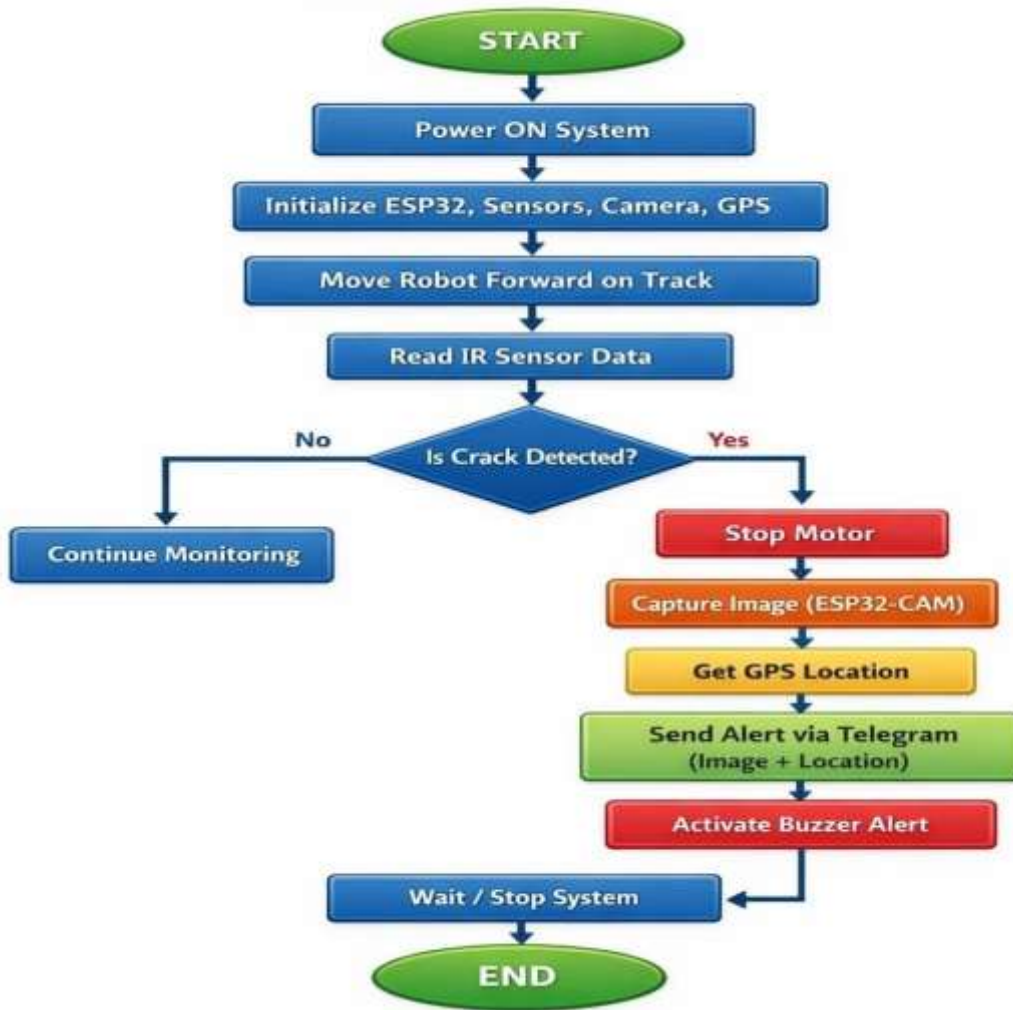 START
Power ON System
Initialize ESP32, Sensors, Camera, GPS
Move Robot Forward on Track
Read IR Sensor Data
Is Crack Detected?
No
Yes
Continue Monitoring
Stop Motor
Capture Image (ESP32-CAM)
Get GPS Location
Send Alert via Telegram
(Image + Location)
Activate Buzzer Alert
Wait / Stop System
END